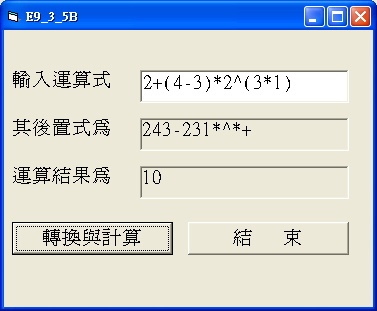 E9_3_5B
輸入運算式 2+(4-3)*2^(3*1)
其後置式為 243-231*^*+
運算結果為 10
轉換與計算 結 束